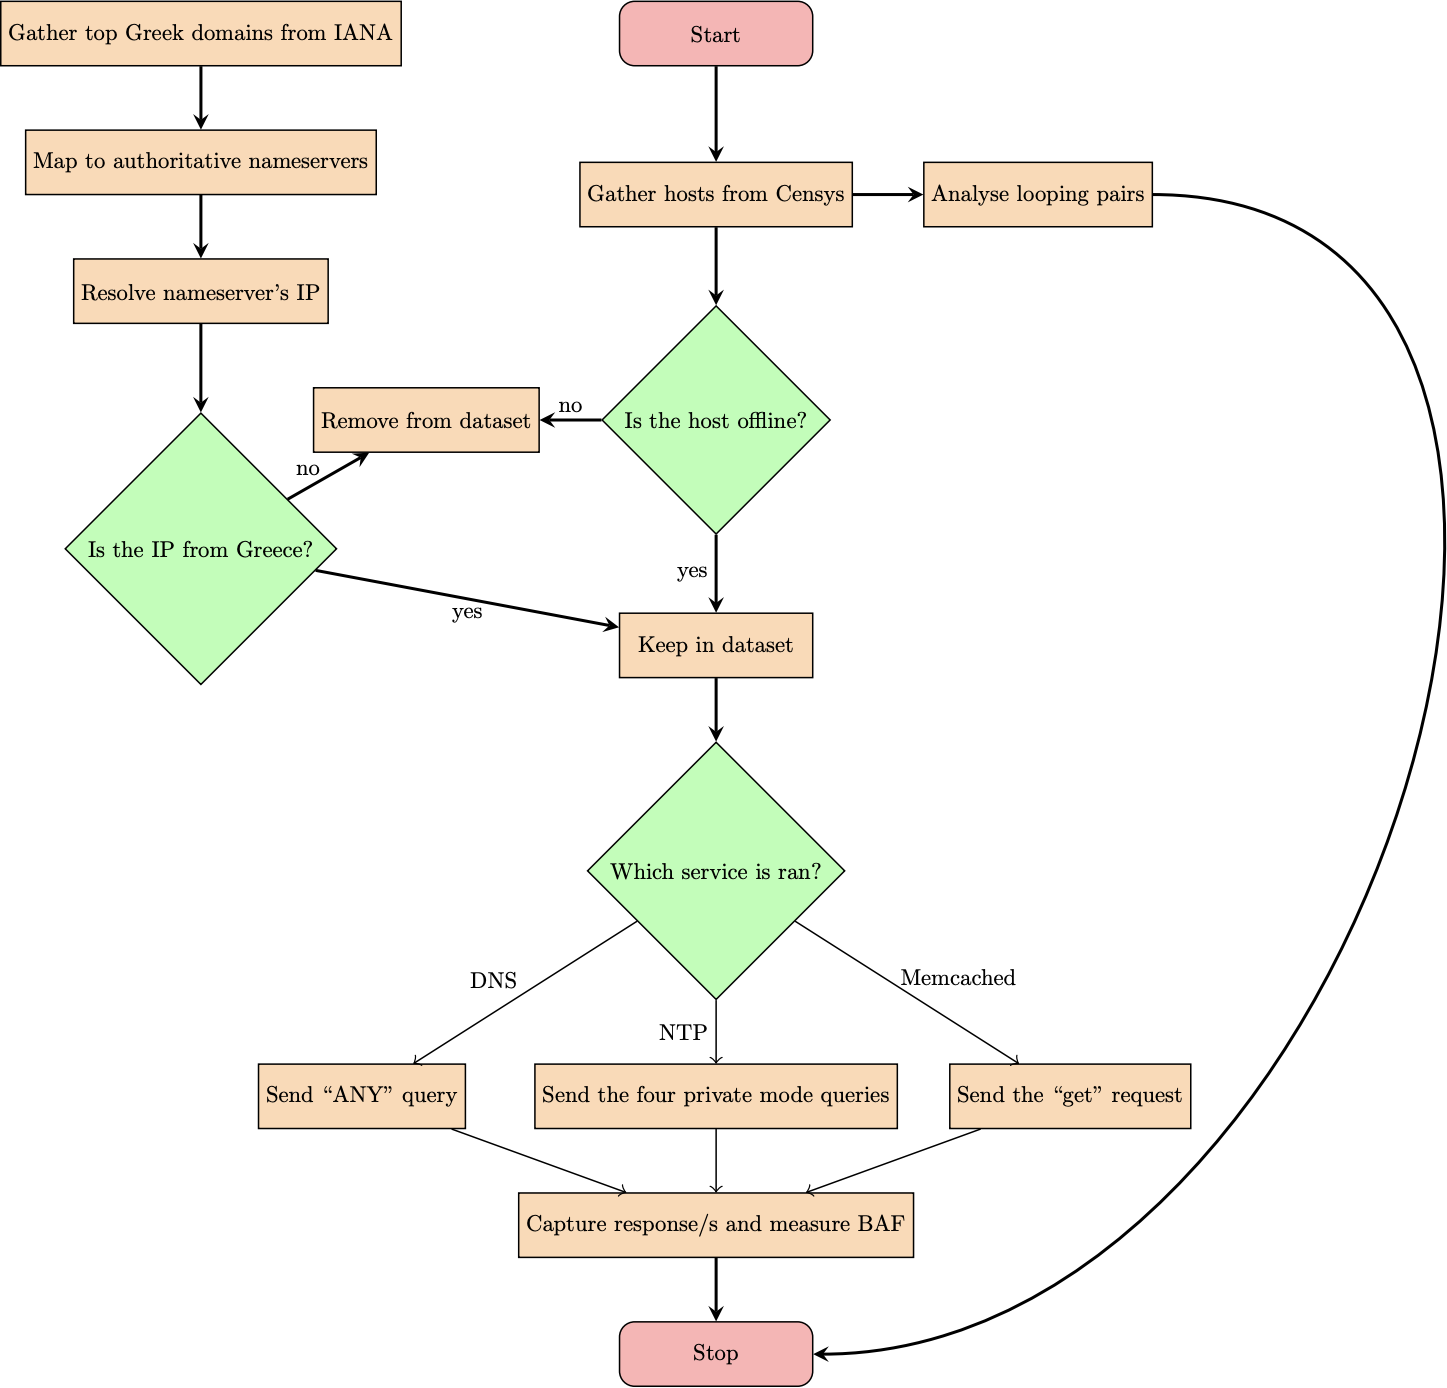 Gather top Greek domains from IANA
Start
Map to authoritative nameservers
Gather hosts from Censys
Analyse looping pairs
Resolve nameserver’s IP
Remove from dataset
no
Is the host offline?
no
Is the IP from Greece?
yes
yes
Keep in dataset
Which service is ran?
DNS
NTP
Memcached
Send “ANY” query
Send the four private mode queries
Send the “get” request
Capture response/s and measure BAF
Stop